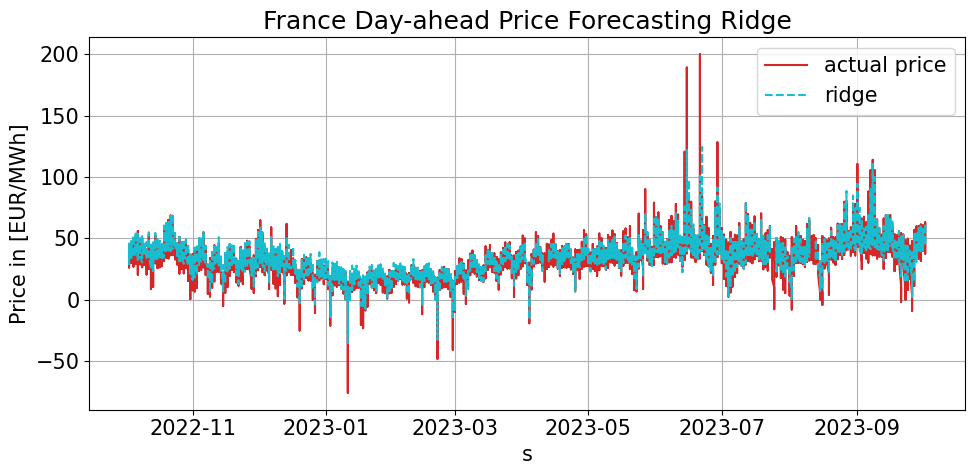 France Day-ahead Price Forecasting Ridge
actual price
ridge
Price in [EUR/MWh]
200
150
100
50
0
−50
2022-11
2023-01
2023-03
2023-05
2023-07
2023-09
s